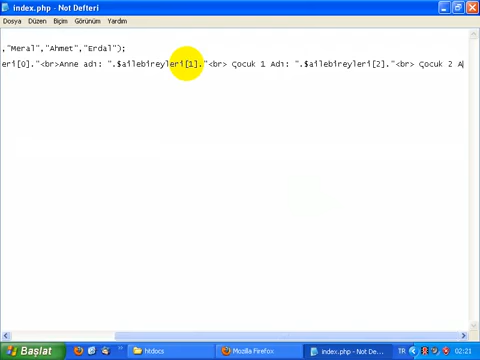 index.php - Not Defteri
Dosya Düzen Biçim Görünüm Yardım
,"Meral","Ahmet","Erdal");
eri[0]."<br>Anne adı: ".$ailebireyleri[1]."<br> Çocuk 1 Adı: ".$ailebireyleri[2]."<br> Çocuk 2 A
Başlat
htdocs
Mozilla Firefox
index.php - Not De...
TR
02:21